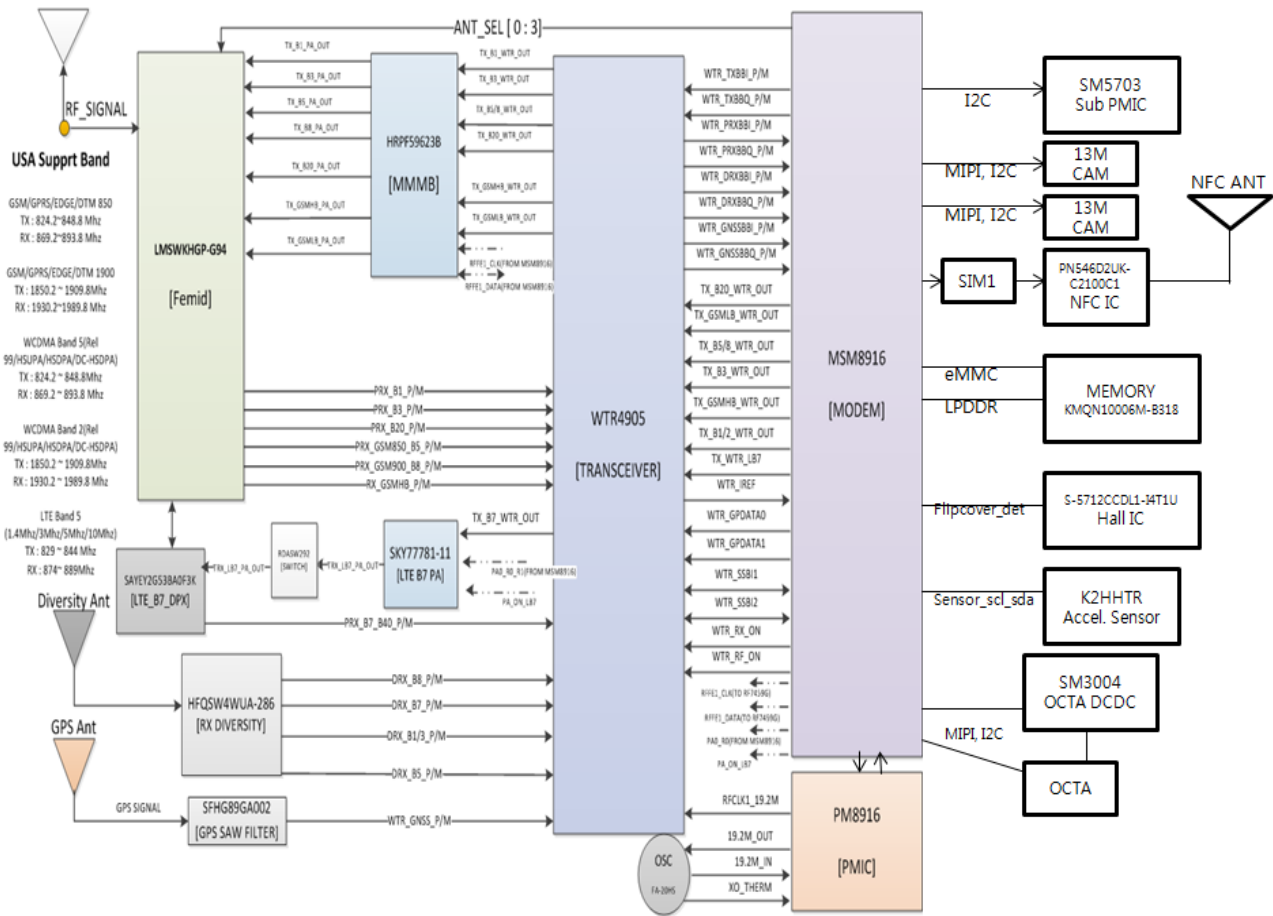 ANT_SEL [ 0 : 3]
RF_SIGNAL
USA Supprt Band
GSM/GPRS/EDGE/DTM 850
TX : 824.2~848.8 Mhz
RX : 869.2~893.8 Mhz
GSM/GPRS/EDGE/DTM 1900
TX : 1850.2 ~ 1909.8Mhz
RX : 1930.2~1989.8 Mhz
WCDMA Band 5(Rel
99/HSUPA/HSDPA/DC-HSDPA)
TX : 824.2 ~ 848.8Mhz
RX : 869.2 ~ 893.8 Mhz
WCDMA Band 2(Rel
99/HSUPA/HSDPA/DC-HSDPA)
TX : 1850.2 ~ 1909.8Mhz
RX : 1930.2 ~ 1989.8 Mhz
LTE Band 5
(1.4Mhz/3Mhz/5Mhz/10Mhz)
TX : 829 ~ 844 Mhz
RX : 874~ 889Mhz
Diversity Ant
GPS Ant
GPS SIGNAL
LMSWKHGP-G94
[Femid]
TX_B1_PA_OUT
TX_B3_PA_OUT
TX_B5_PA_OUT
TX_B8_PA_OUT
TX_B20_PA_OUT
TX_GSMHB_PA_OUT
TX_GSMLB_PA_OUT
HRPF59623B
[MMMB]
TX_B1_WTR_OUT
TX_B3_WTR_OUT
TX_B5/8_WTR_OUT
TX_B20_WTR_OUT
TX_GSMHB_WTR_OUT
TX_GSMLB_WTR_OUT
RFFE1_CLK(FROM MSM8916)
RFFE1_DATA(FROM MSM8916)
PRX_B1_P/M
PRX_B3_P/M
PRX_B20_P/M
PRX_GSM850_B5_P/M
PRX_GSM900_B8_P/M
RX_GSMHB_P/M
SAYEY2G53BA0F3K
[LTE_B7_DPX]
TRX_LB7_PA_OUT
RDASW292
[SWITCH]
TRX_LB7_PA_OUT
SKY77781-11
[LTE B7 PA]
TX_B7_WTR_OUT
PA0_R0_R1(FROM MSM8916)
PA_ON_LB7
PRX_B7_B40_P/M
HFQSW4WUA-286
[RX DIVERSITY]
DRX_B8_P/M
DRX_B7_P/M
DRX_B1/3_P/M
DRX_B5_P/M
SFHG89GA002
[GPS SAW FILTER]
WTR_GNSS_P/M
WTR4905
[TRANSCEIVER]
WTR_TXBBI_P/M
WTR_TXBBQ_P/M
WTR_PRXBBI_P/M
WTR_PRXBBQ_P/M
WTR_DRXBBI_P/M
WTR_DRXBBQ_P/M
WTR_GNSSBBI_P/M
WTR_GNSSBBQ_P/M
TX_B20_WTR_OUT
TX_GSMLB_WTR_OUT
TX_B5/8_WTR_OUT
TX_B3_WTR_OUT
TX_GSMHB_WTR_OUT
TX_B1/2_WTR_OUT
TX_WTR_LB7
WTR_IREF
WTR_GPDATA0
WTR_GPDATA1
WTR_SSBI1
WTR_SSBI2
WTR_RX_ON
WTR_RF_ON
RFFE1_CLK(TO RF7459G)
RFFE1_DATA(TO RF7459G)
PA0_R0(FROM MSM8916)
PA_ON_LB7
RFCLK1_19.2M
19.2M_OUT
19.2M_IN
XO_THERM
OSC
FA-20HS
MSM8916
[MODEM]
PM8916
[PMIC]
I2C
SM5703
Sub PMIC
MIPI, I2C
13M
CAM
MIPI, I2C
13M
CAM
NFC ANT
SIM1
PN546D2UK-
C2100C1
NFC IC
eMMC
LPDDR
MEMORY
KMQN10006M-B318
Flipcover_det
S-5712CCDL1-I4T1U
Hall IC
Sensor_scl_sda
K2HHTR
Accel. Sensor
SM3004
OCTA DCDC
MIPI, I2C
OCTA